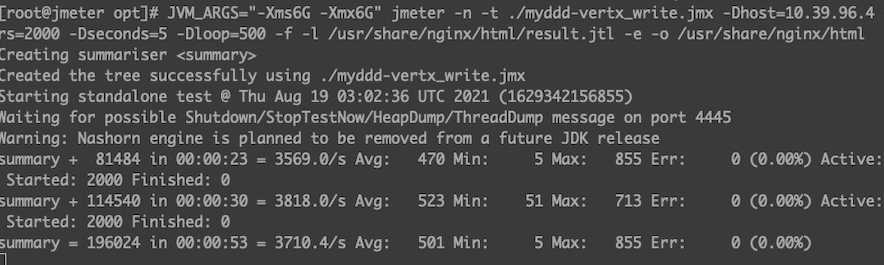 [root@jmeter opt]# JVM_ARGS="-Xms6G -Xmx6G" jmeter -n -t ./myddd-vertx_write.jmx -Dhost=10.39.96.4
rs=2000 -Dseconds=5 -Dloop=500 -f -l /usr/share/nginx/html/result.jtl -e -o /usr/share/nginx/html
Creating summariser <summary>
Created the tree successfully using ./myddd-vertx_write.jmx
Starting standalone test @ Thu Aug 19 03:02:36 UTC 2021 (1629342156855)
Waiting for possible Shutdown/StopTestNow/HeapDump/ThreadDump message on port 4445
Warning: Nashorn engine is planned to be removed from a future JDK release
summary +  81484 in 00:00:23 = 3569.0/s Avg:   470 Min:     5 Max:   855 Err:     0 (0.00%) Active:
 Started: 2000 Finished: 0
summary + 114540 in 00:00:30 = 3818.0/s Avg:   523 Min:    51 Max:   713 Err:     0 (0.00%) Active:
 Started: 2000 Finished: 0
summary = 196024 in 00:00:53 = 3710.4/s Avg:   501 Min:     5 Max:   855 Err:     0 (0.00%)